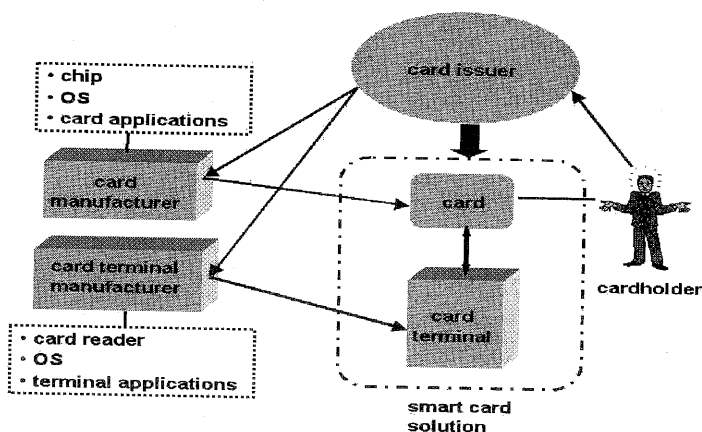 card issuer
• chip
• OS
• card applications
card
manufacturer
card
card terminal
manufacturer
cardholder
card
terminal
• card reader
• OS
• terminal applications
smart card
solution